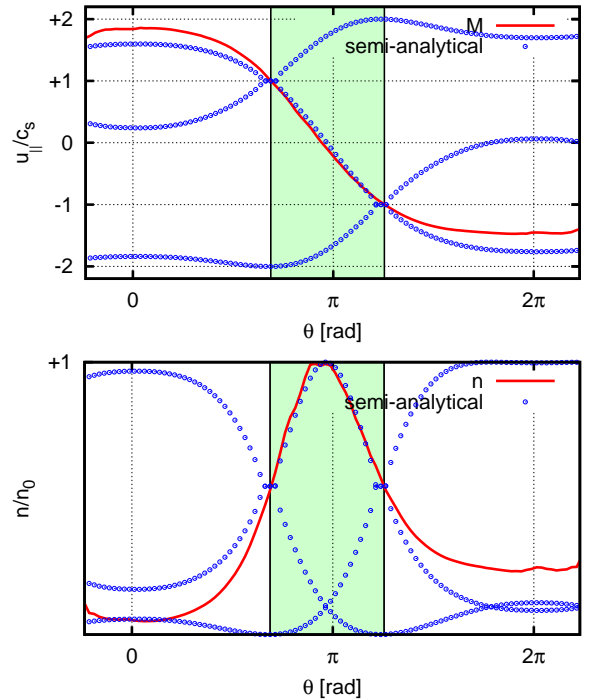 +2
M
semi-analytical
+1
0
-1
-2
u||/cs
0
π
2π
θ [rad]
+1
n
semi-analytical
n/n0
0
π
2π
θ [rad]